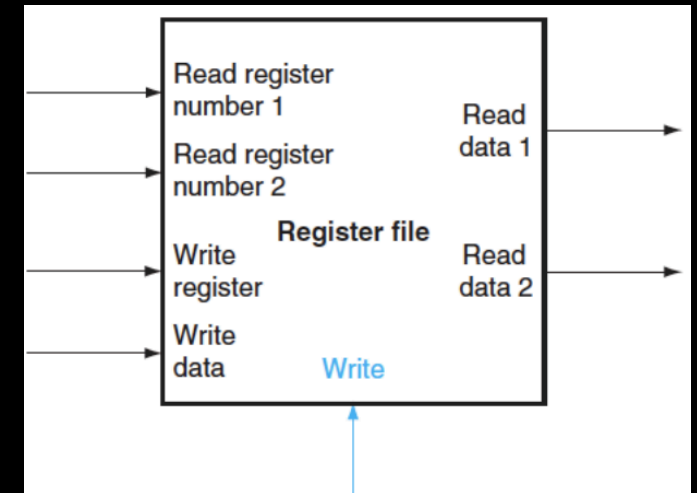 Read register
number 1
Read
data 1
Read register
number 2
Register file
Write
register
Read
data 2
Write
data
Write